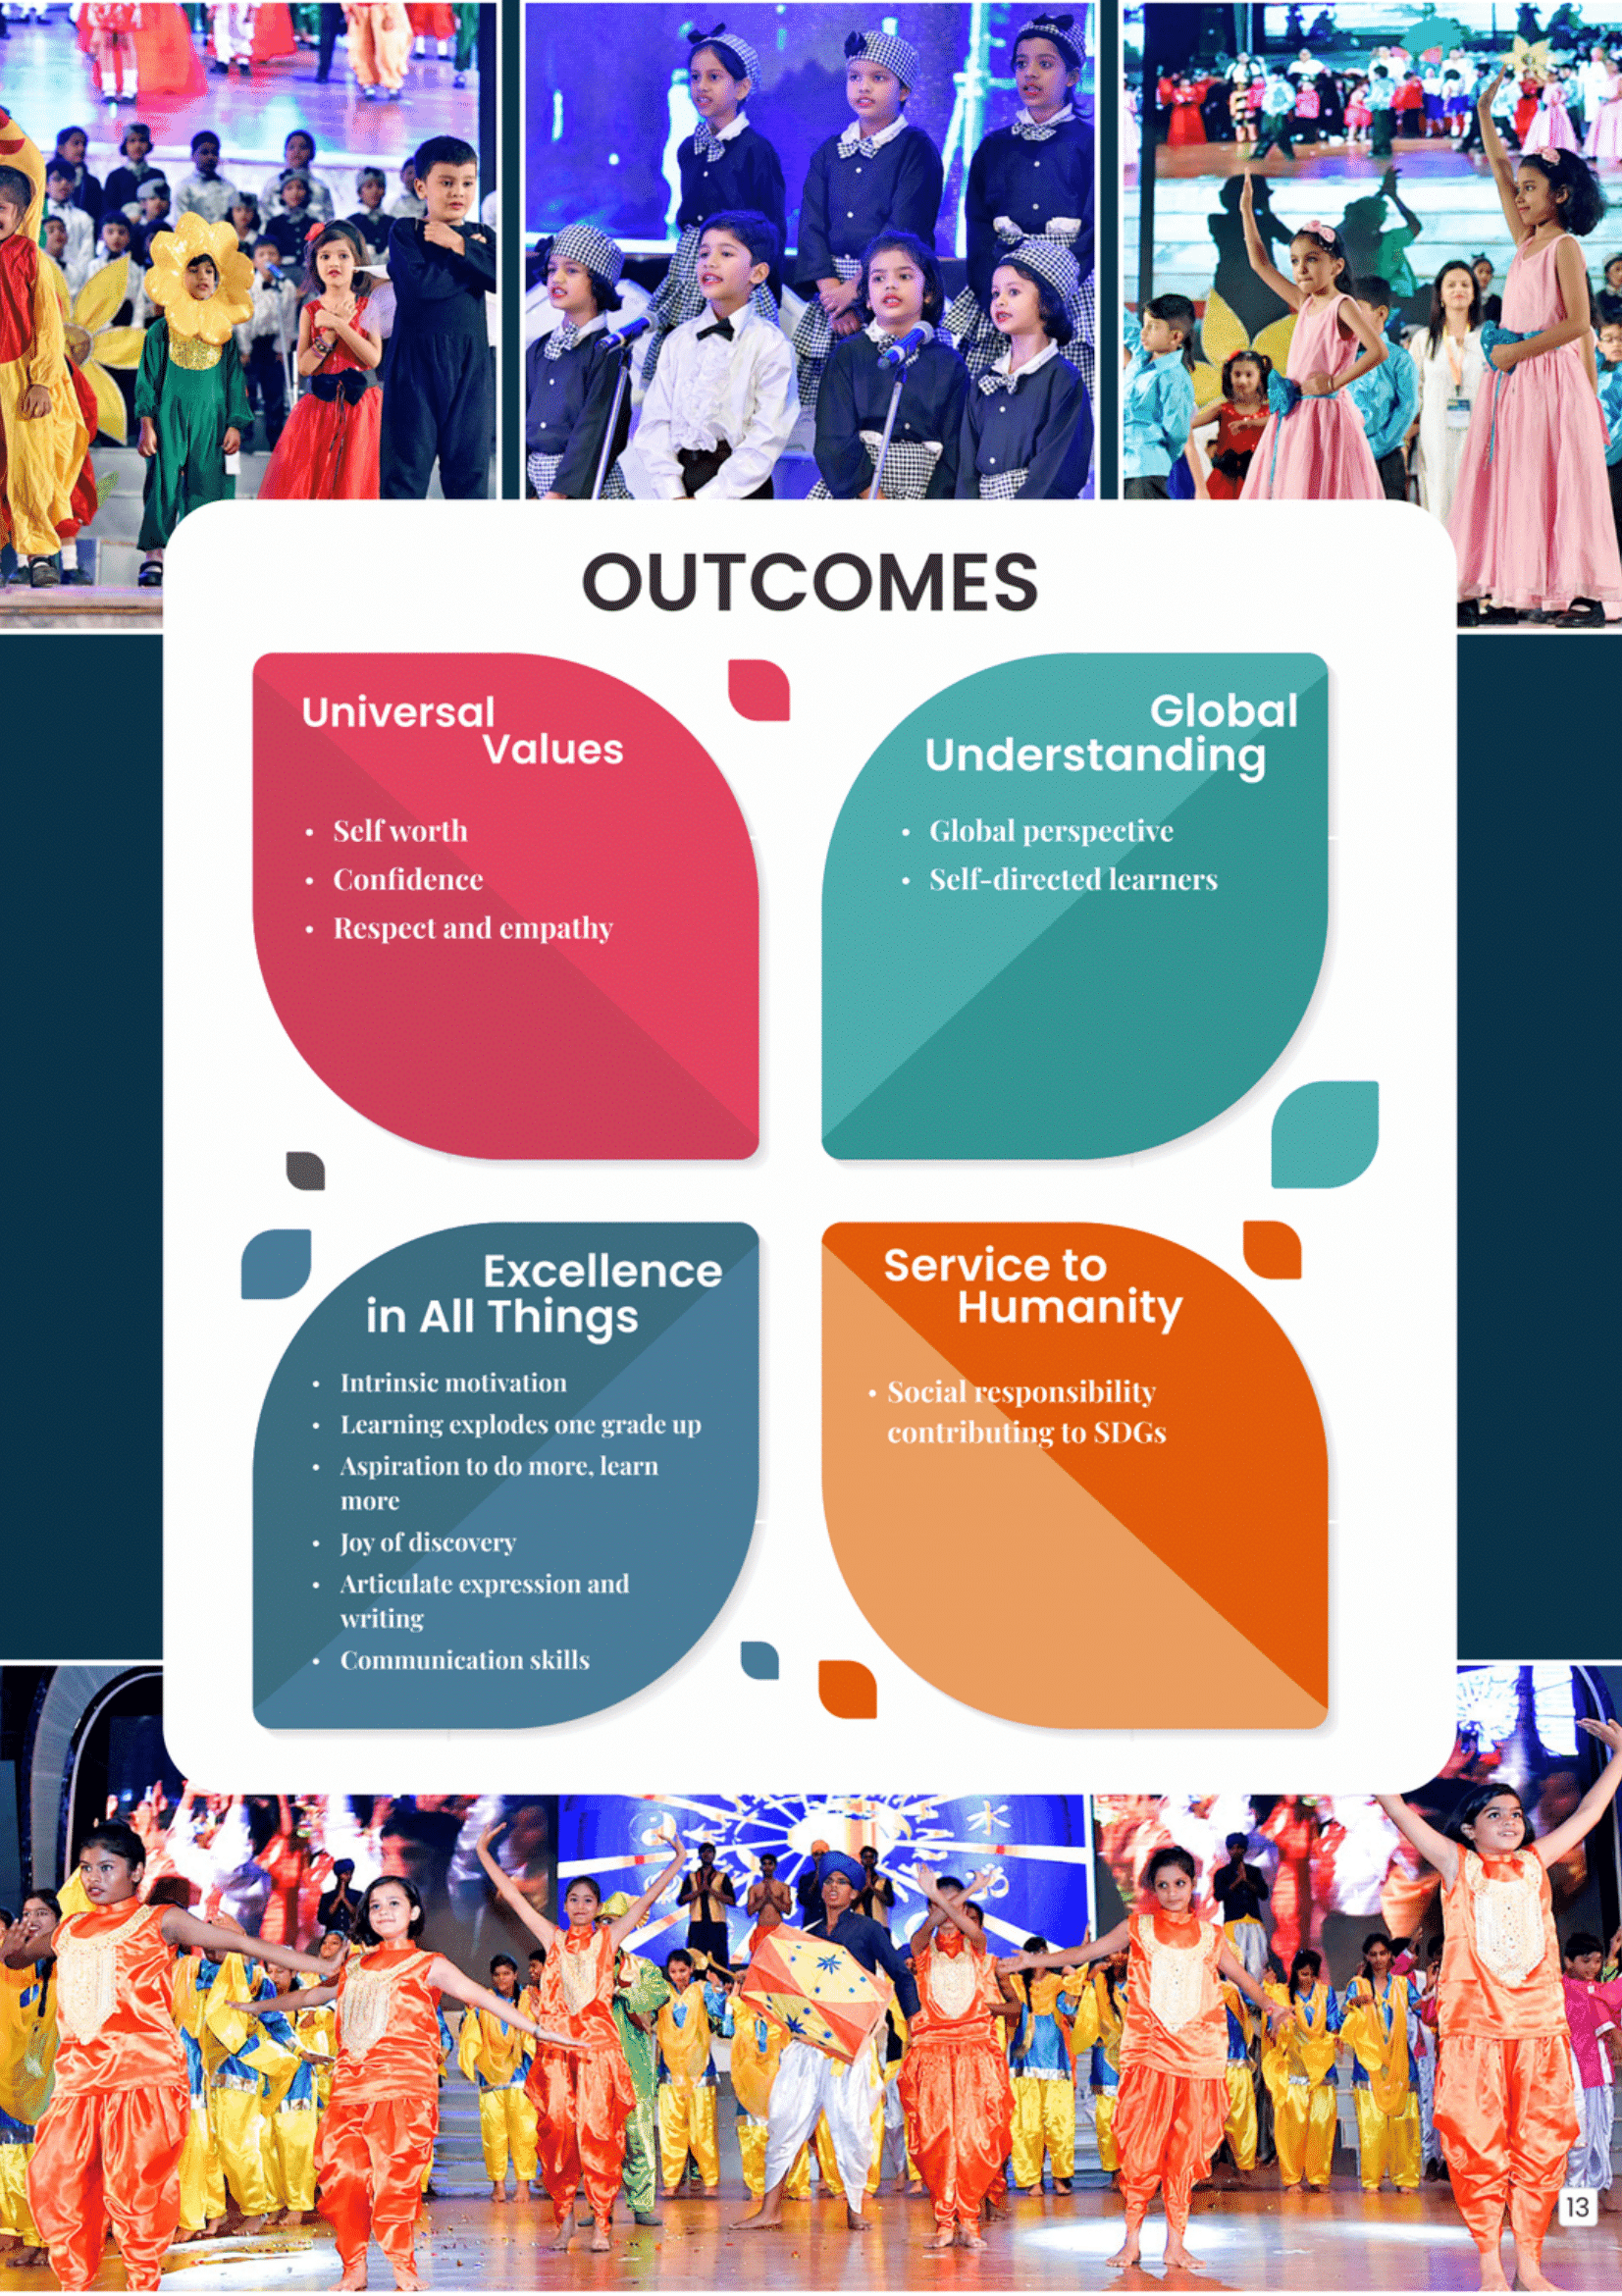 OUTCOMES
Universal
Values
• Self worth
• Confidence
• Respect and empathy
Global
Understanding
• Global perspective
• Self-directed learners
Excellence
in All Things
• Intrinsic motivation
• Learning explodes one grade up
• Aspiration to do more, learn
more
• Joy of discovery
• Articulate expression and
writing
• Communication skills
Service to
Humanity
• Social responsibility
contributing to SDGs
水
13